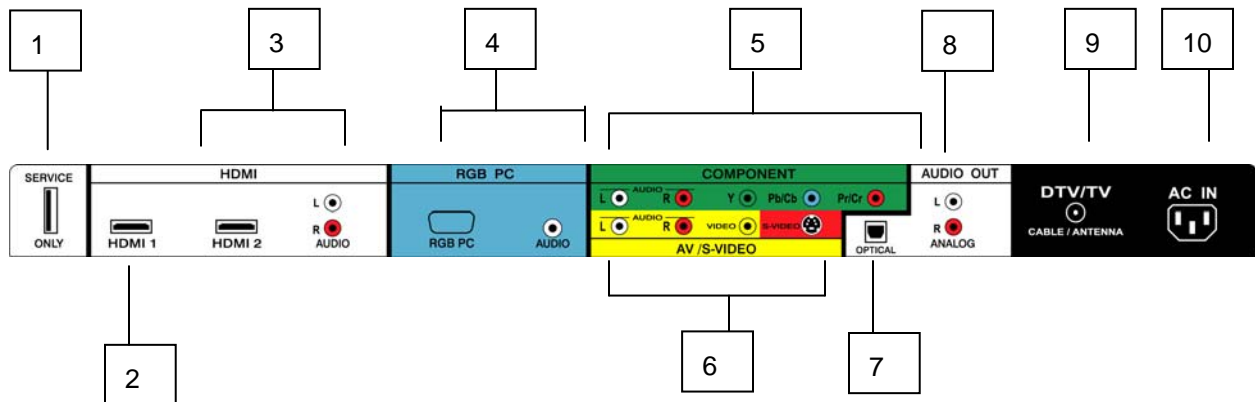 1
3
4
5
8
9
10
SERVICE
ONLY
HDMI
HDMI 1
HDMI 2
L
R
AUDIO
RGB PC
RGB PC
AUDIO
COMPONENT
L AUDIO R Y Pb/Cb Pr/Cr
L AUDIO R VIDEO S-VIDEO
AV /S-VIDEO
OPTICAL
AUDIO OUT
L
R
ANALOG
DTV/TV
CABLE / ANTENNA
AC IN
2
6
7